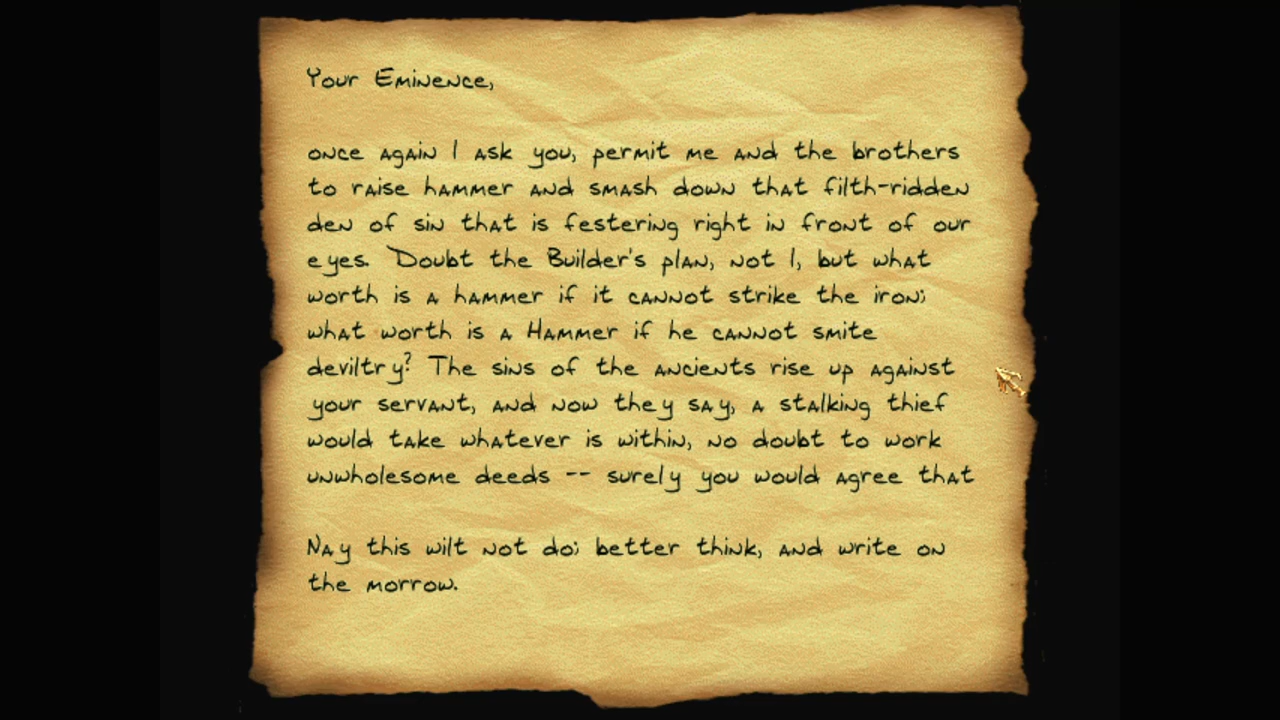 Your Eminence,
once again I ask you, permit me and the brothers
to raise hammer and smash down that filth-ridden
den of sin that is festering right in front of our
eyes. Doubt the Builder's plan, not I, but what
worth is a hammer if it cannot strike the iron;
what worth is a Hammer if he cannot smite
deviltry? The sins of the ancients rise up against
your servant, and now they say, a stalking thief
would take whatever is within, no doubt to work
unwholesome deeds -- surely you would agree that
Nay this wilt not do; better think, and write on
the morrow.